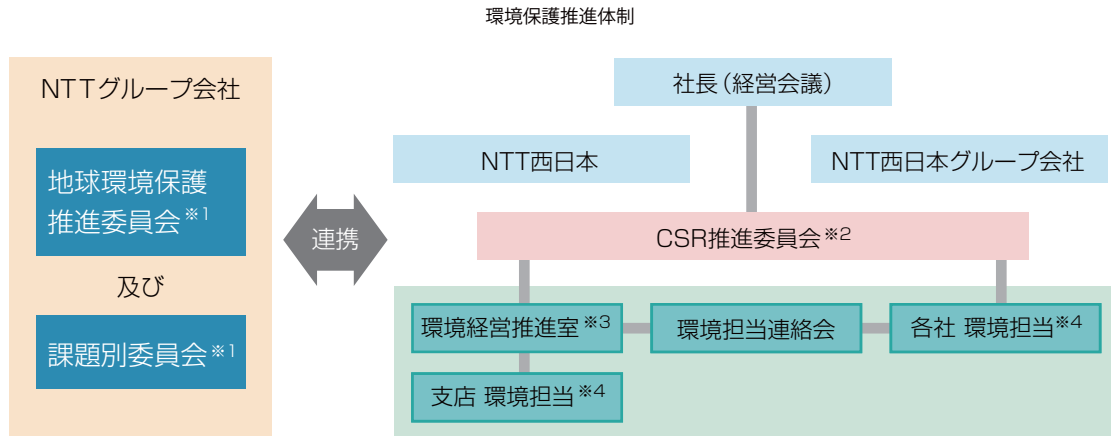 環境保護推進体制
NTTグループ会社
地球環境保護
推進委員会※1
及び
課題別委員会※1
連携
社長（経営会議）
NTT西日本
NTT西日本グループ会社
CSR推進委員会※2
環境経営推進室※3
環境担当連絡会
各社 環境担当※4
支店 環境担当※4